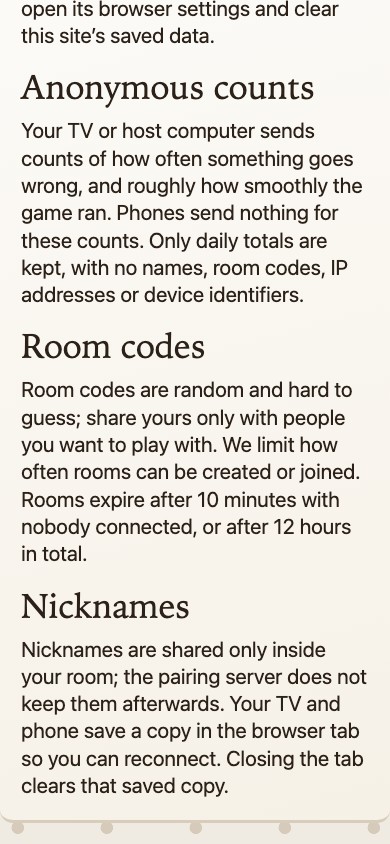 open its browser settings and clear
this site’s saved data.
Anonymous counts
Your TV or host computer sends
counts of how often something goes
wrong, and roughly how smoothly the
game ran. Phones send nothing for
these counts. Only daily totals are
kept, with no names, room codes, IP
addresses or device identifiers.
Room codes
Room codes are random and hard to
guess; share yours only with people
you want to play with. We limit how
often rooms can be created or joined.
Rooms expire after 10 minutes with
nobody connected, or after 12 hours
in total.
Nicknames
Nicknames are shared only inside
your room; the pairing server does not
keep them afterwards. Your TV and
phone save a copy in the browser tab
so you can reconnect. Closing the tab
clears that saved copy.